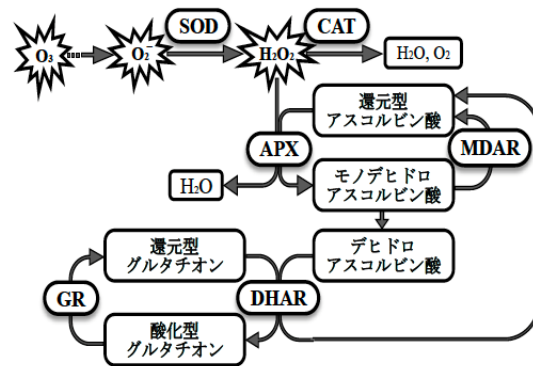 SOD
CAT
O₃
O₂⁻
H₂O₂
H₂O, O₂
還元型
アスコルビン酸
APX
MDAR
H₂O
モノデヒドロ
アスコルビン酸
還元型
グルタチオン
デヒドロ
アスコルビン酸
GR
DHAR
酸化型
グルタチオン